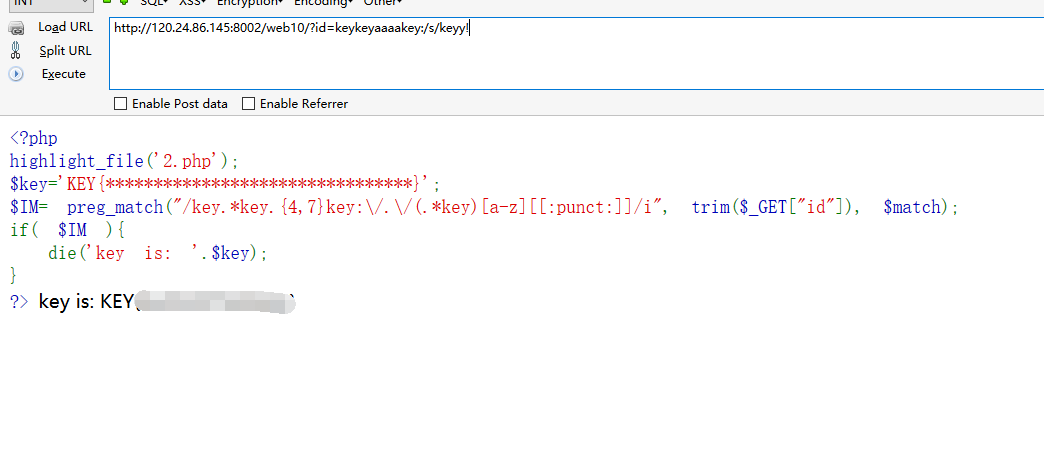 INT SQL XSS Encryption Encoding Other
Load URL
http://120.24.86.145:8002/web10/?id=keykeyaaaakey:/s/keyy!
Split URL
Execute
Enable Post data Enable Referrer
<?php
highlight_file('2.php');
$key='KEY{********************************}';
$IM= preg_match("/key.*key.{4,7}key:\/.\/(.*key)[a-z][[:punct:]]/i", trim($_GET["id"]), $match);
if( $IM ){
die('key is: '.$key);
}
?> key is: KEY